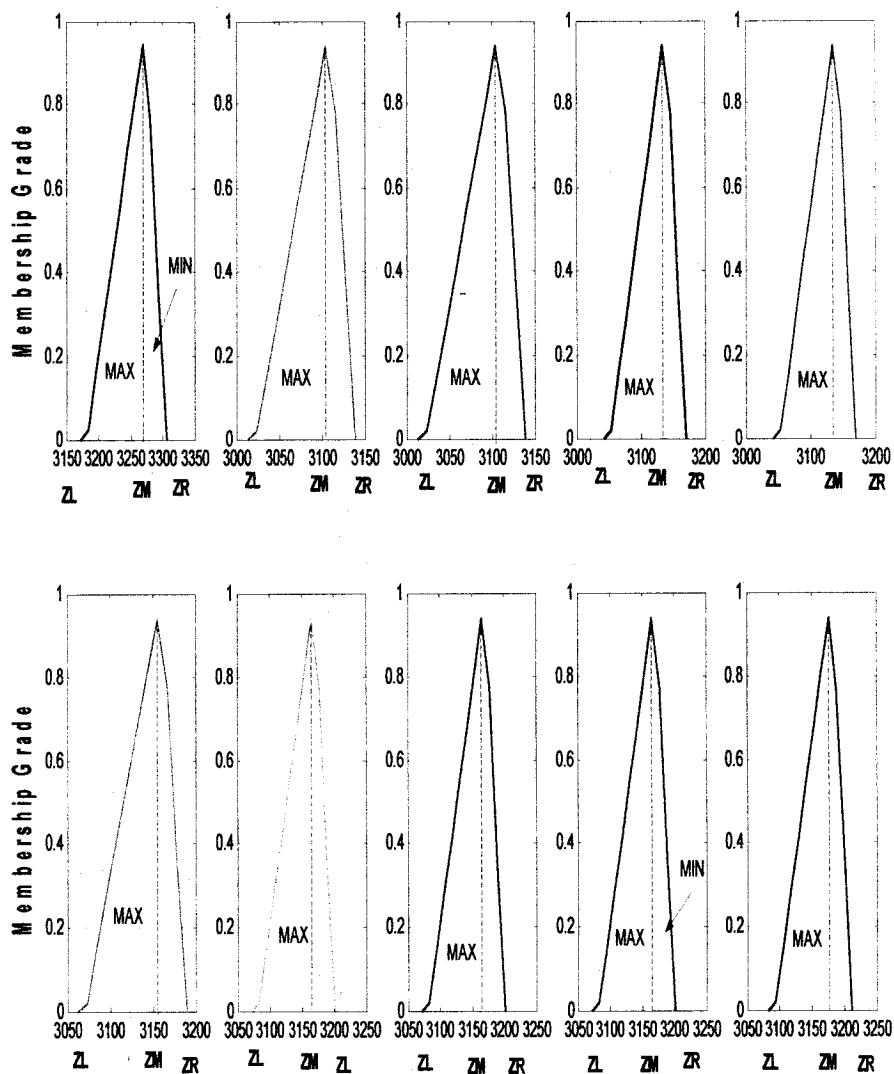 1 1 1 1 1
0.8 0.8 0.8 0.8 0.8
0.6 0.6 0.6 0.6 0.6
0.4 0.4 0.4 0.4 0.4
0.2 0.2 0.2 0.2 0.2
0 0 0 0 0
Membership Grade
MIN
MAX MAX MAX MAX MAX
3150 3200 3250 3300 3350 3000 3050 3100 3150 3000 3050 3100 3150 3000 3100 3200 3000 3100 3200
ZL ZM ZR ZL ZM ZR ZL ZM ZR ZL ZM ZR ZL ZM ZR
1 1 1 1 1
0.8 0.8 0.8 0.8 0.8
0.6 0.6 0.6 0.6 0.6
0.4 0.4 0.4 0.4 0.4
0.2 0.2 0.2 0.2 0.2
0 0 0 0 0
Membership Grade
MIN
MAX MAX MAX MAX MAX
3050 3100 3150 3200 3050 3100 3150 3200 3250 3050 3100 3150 3200 3250 3050 3100 3150 3200 3250 3050 3100 3150 3200 3250
ZL ZM ZR ZL ZM ZL ZL ZM ZR ZL ZM ZR ZL ZM ZR